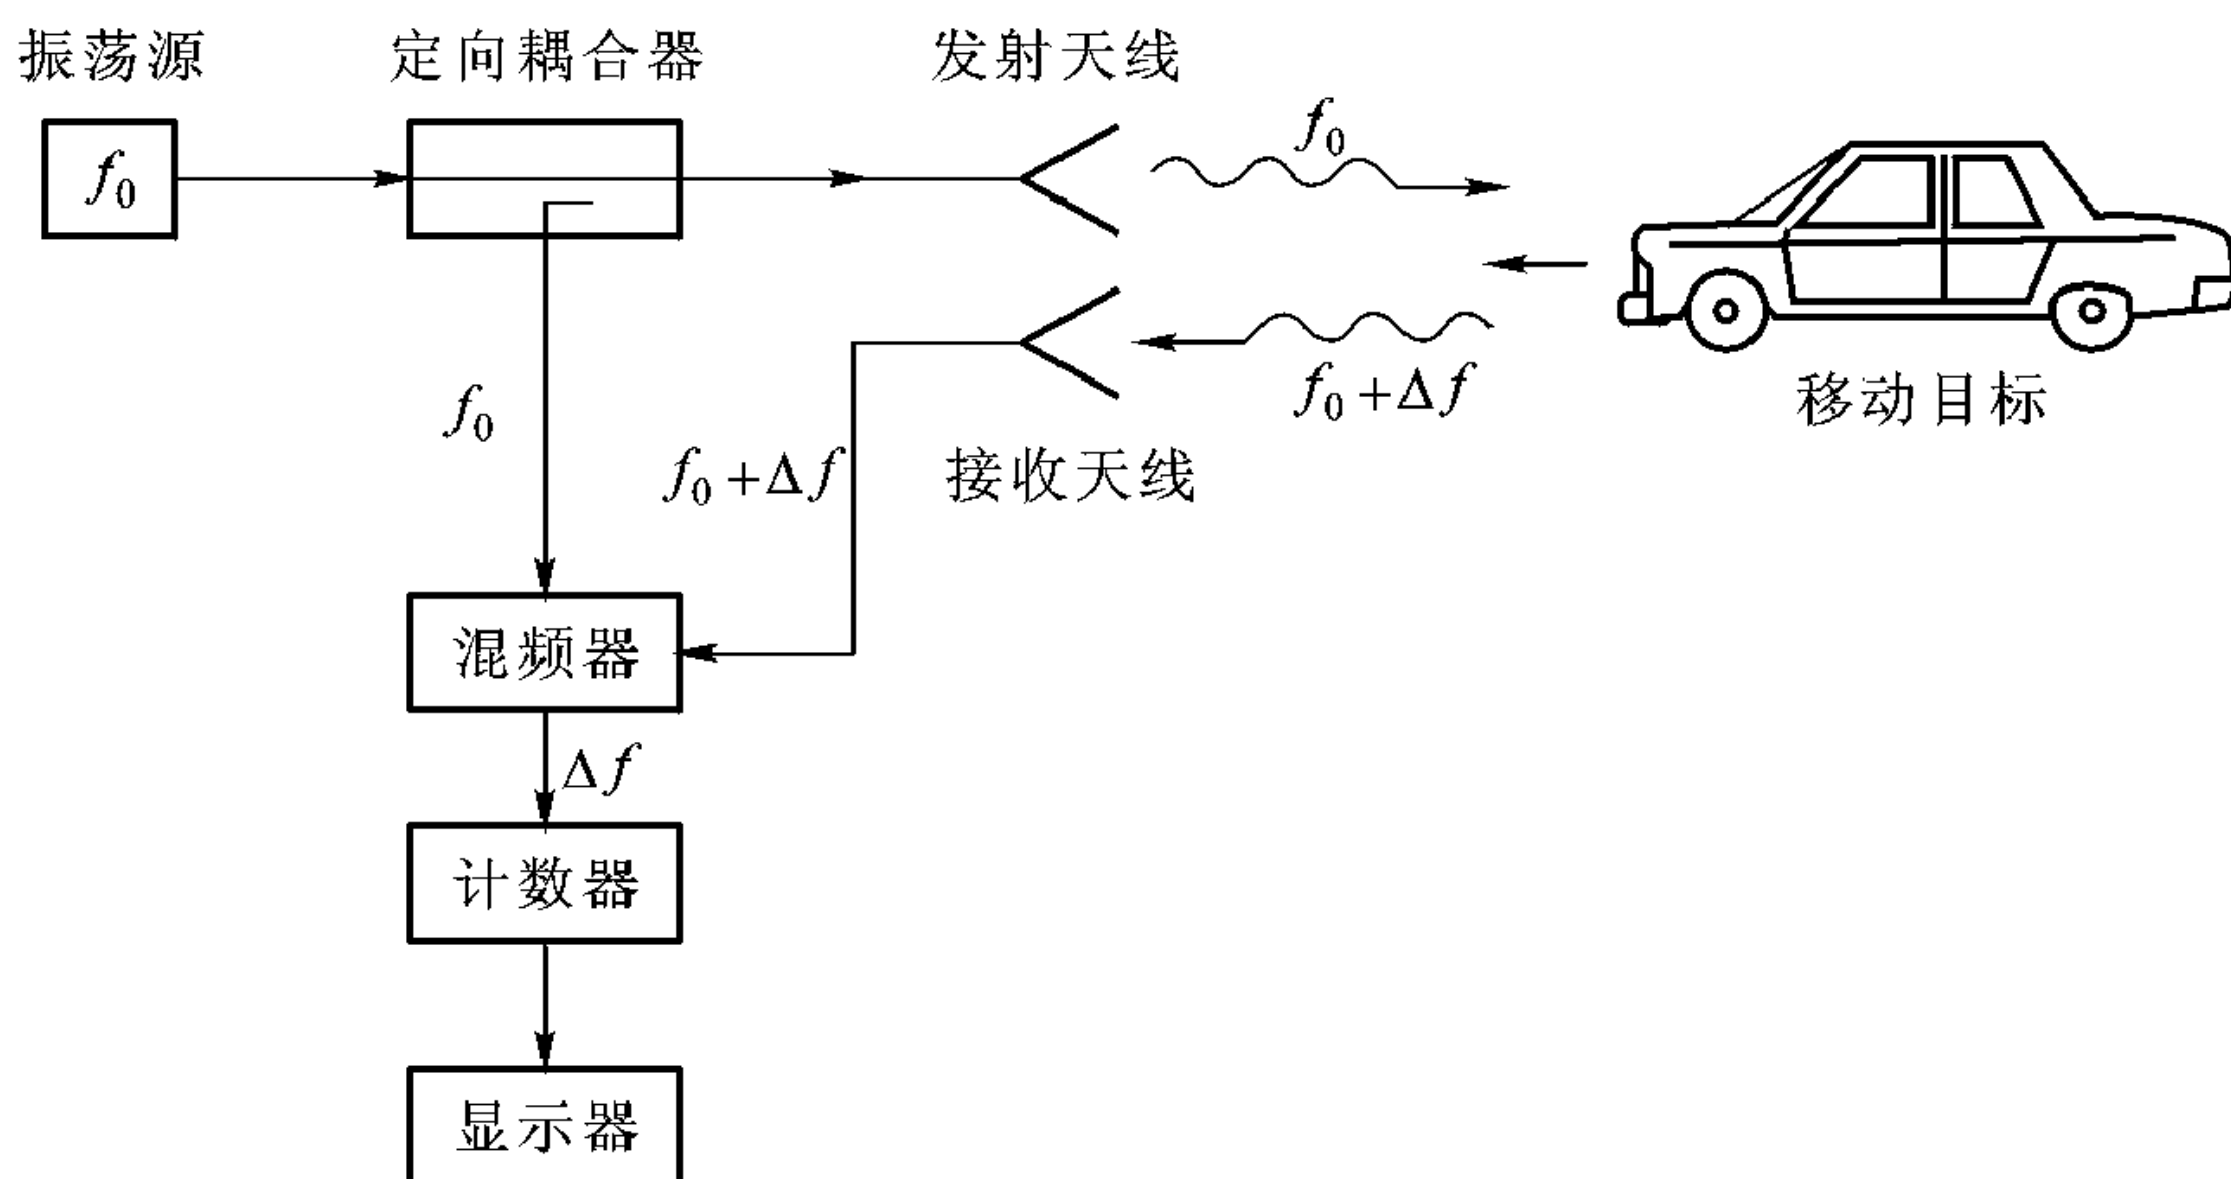 振荡源
定向耦合器
发射天线
f₀
f₀
移动目标
f₀+Δf
接收天线
f₀
f₀+Δf
混频器
Δf
计数器
显示器